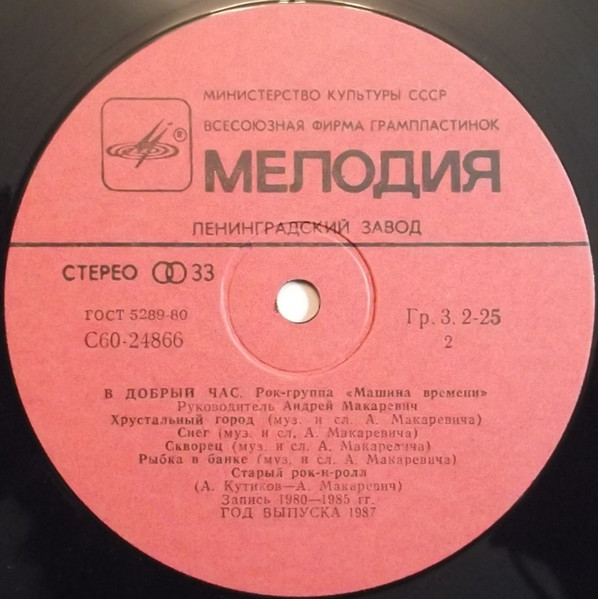 МИНИСТЕРСТВО КУЛЬТУРЫ СССР
ВСЕСОЮЗНАЯ ФИРМА ГРАМПЛАСТИНОК
®
МЕЛОДИЯ
ЛЕНИНГРАДСКИЙ ЗАВОД
СТЕРЕО 33
ГОСТ 5289-80
Гр. 3. 2-25
С60-24866
2
В ДОБРЫЙ ЧАС. Рок-группа «Машина времени»
Руководитель Андрей Макаревич
Хрустальный город (муз. и сл. А. Макаревича)
Снег (муз. и сл. А. Макаревича)
Скворец (муз. и сл. А. Макаревича)
Рыбка в банке (муз. и сл. А. Макаревича)
Старый рок-н-ролл
(А. Кутиков—А. Макаревич)
Запись 1980—1985 гг.
ГОД ВЫПУСКА 1987